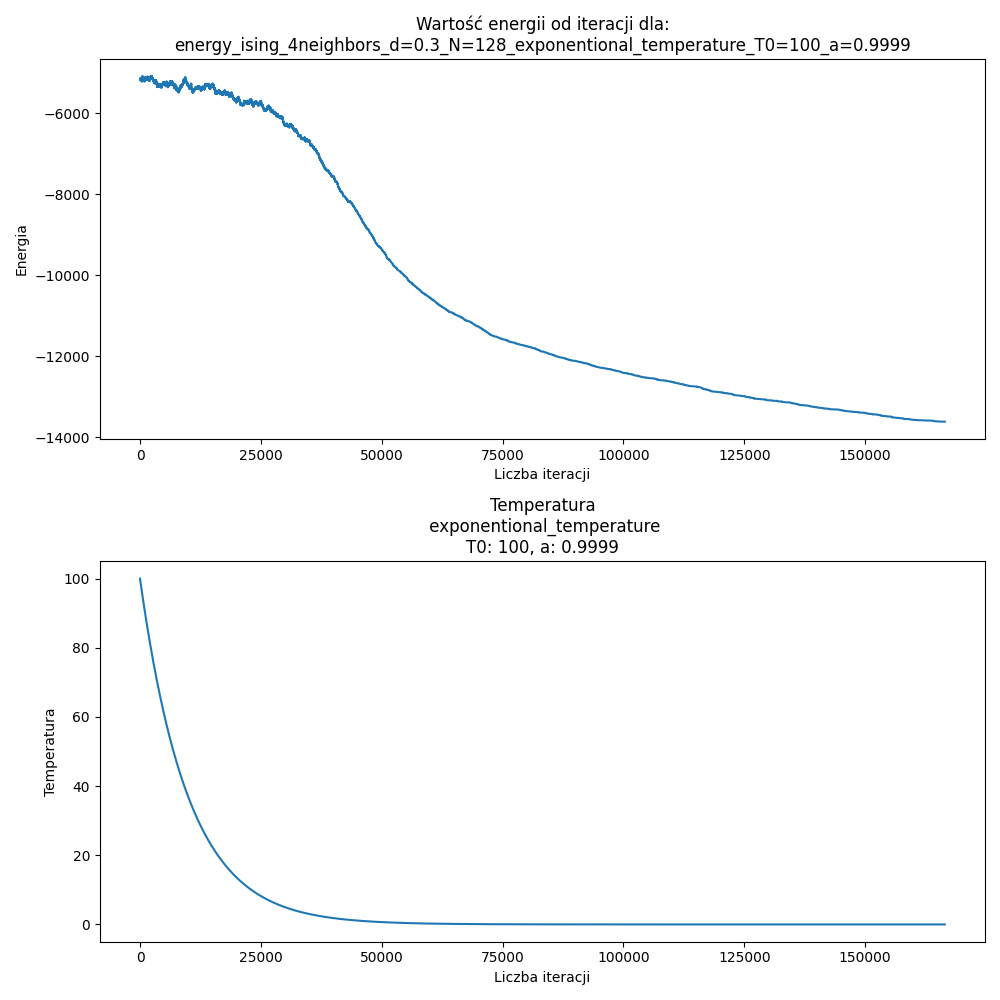 Wartość energii od iteracji dla:
energy_ising_4neighbors_d=0.3_N=128_exponentional_temperature_T0=100_a=0.9999
−6000
−8000
−10000
−12000
−14000
Energia
0 25000 50000 75000 100000 125000 150000
Liczba iteracji
Temperatura
exponentional_temperature
T0: 100, a: 0.9999
100
80
60
40
20
0
Temperatura
0 25000 50000 75000 100000 125000 150000
Liczba iteracji